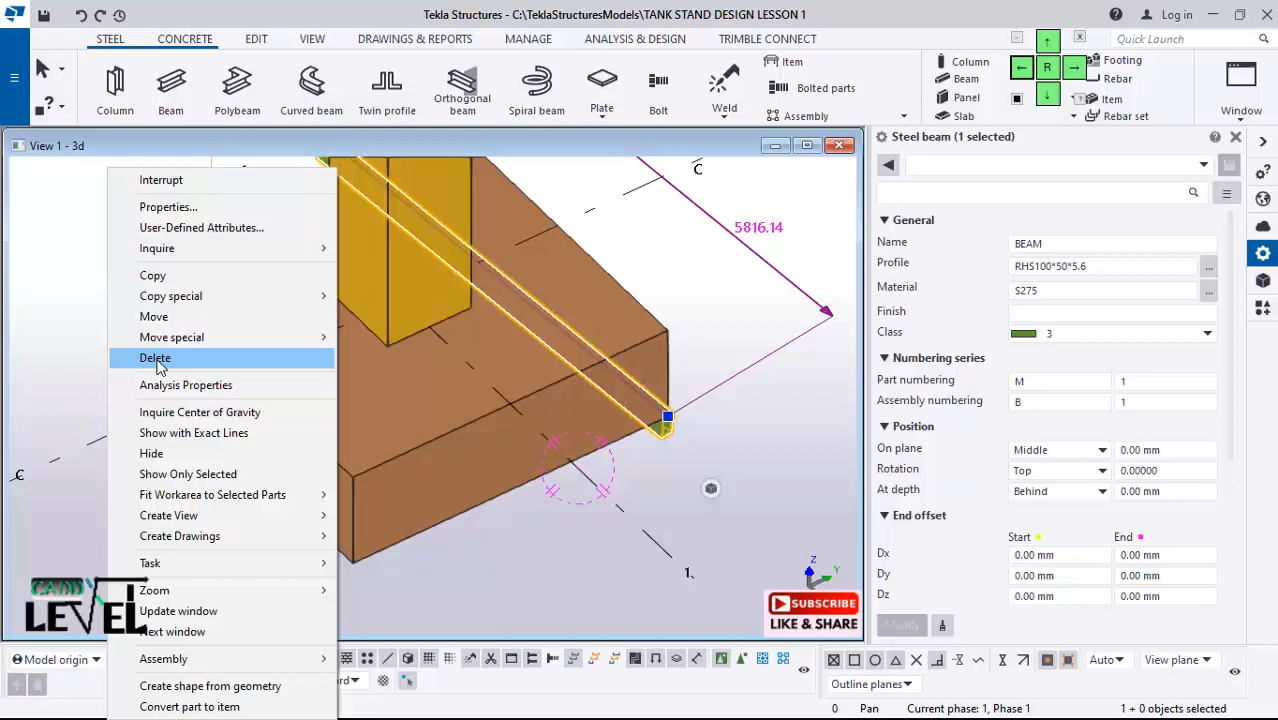 Tekla Structures - C:\TeklaStructuresModels\TANK STAND DESIGN LESSON 1
Log in
STEEL CONCRETE EDIT VIEW DRAWINGS & REPORTS MANAGE ANALYSIS & DESIGN TRIMBLE CONNECT
Quick Launch
Column Beam Polybeam Curved beam Twin profile Orthogonal beam Spiral beam Plate Bolt Weld
Item
Bolted parts
Assembly
Column
Beam
Panel
Slab
Footing
Rebar
Item
Rebar set
Window
R
View 1 - 3d
Steel beam (1 selected)
Interrupt
Properties...
User-Defined Attributes...
Inquire
Copy
Copy special
Move
Move special
Delete
Analysis Properties
Inquire Center of Gravity
Show with Exact Lines
Hide
Show Only Selected
Fit Workarea to Selected Parts
Create View
Create Drawings
Task
Zoom
Update window
Next window
Assembly
Create shape from geometry
Convert part to item
C
5816.14
C
1
Z
Y
CADD
LEVEL
SUBSCRIBE
LIKE & SHARE
General
Name BEAM
Profile RHS100*50*5.6 ...
Material S275 ...
Finish
Class 3
Numbering series
Part numbering M 1
Assembly numbering B 1
Position
On plane Middle 0.00 mm
Rotation Top 0.00000
At depth Behind 0.00 mm
End offset
Start End
Dx 0.00 mm 0.00 mm
Dy 0.00 mm 0.00 mm
Dz 0.00 mm 0.00 mm
Modify
Model origin
Auto
View plane
Outline planes
0 Pan Current phase: 1, Phase 1 1 + 0 objects selected